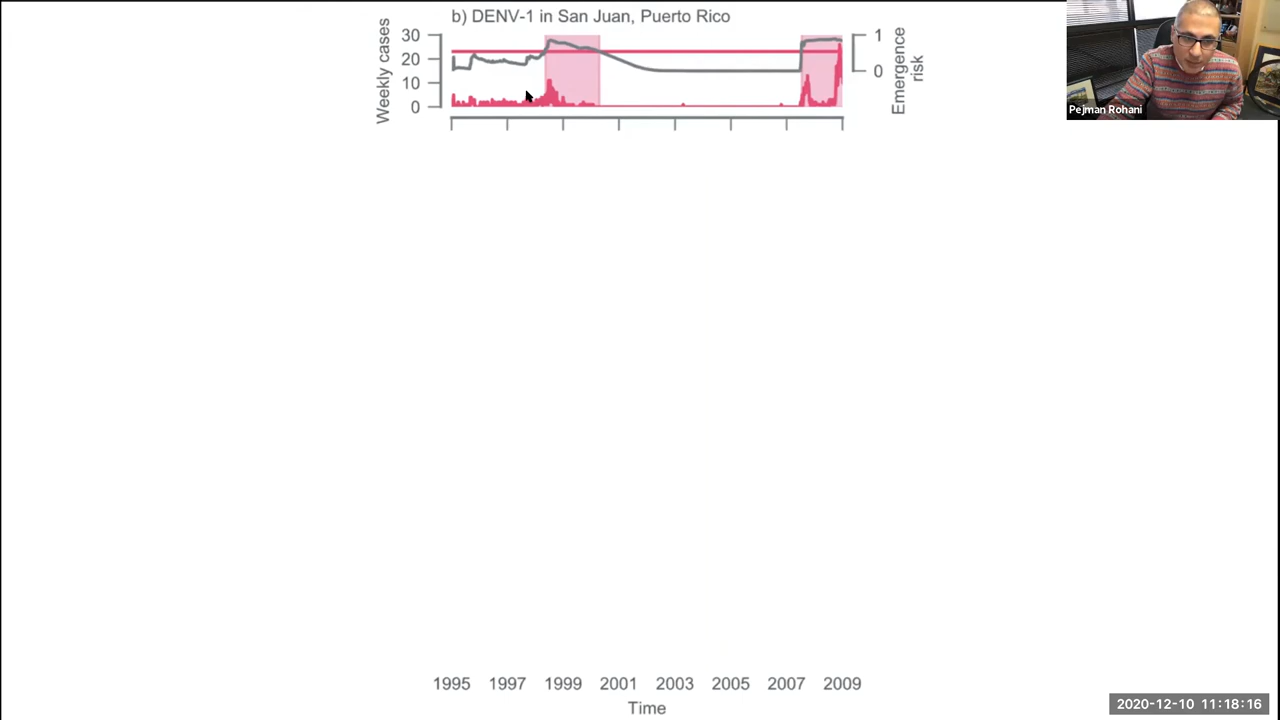 b) DENV-1 in San Juan, Puerto Rico
Weekly cases
30
20
10
0
1
0
Emergence
risk
Pejman Rohani
1995 1997 1999 2001 2003 2005 2007 2009
Time
2020-12-10 11:18:16